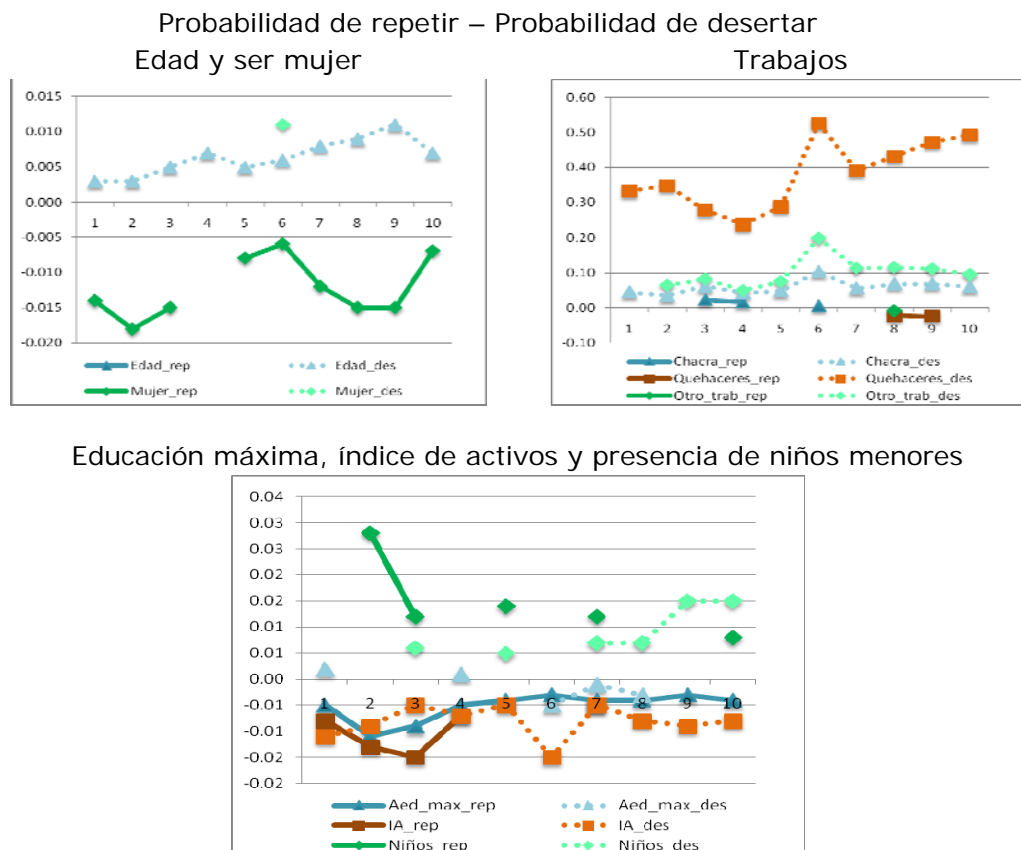 Probabilidad de repetir – Probabilidad de desertar
Edad y ser mujer
0.015
0.010
0.005
0.000
-0.005
-0.010
-0.015
-0.020
1 2 3 4 5 6 7 8 9 10
Edad_rep Edad_des
Mujer_rep Mujer_des
Trabajos
0.60
0.50
0.40
0.30
0.20
0.10
0.00
-0.10
1 2 3 4 5 6 7 8 9 10
Chacra_rep Chacra_des
Quehaceres_rep Quehaceres_des
Otro_trab_rep Otro_trab_des
Educación máxima, índice de activos y presencia de niños menores
0.04
0.03
0.03
0.02
0.02
0.01
0.01
0.00
-0.01
-0.01
-0.02
-0.02
1 2 3 4 5 6 7 8 9 10
Aed_max_rep Aed_max_des
IA_rep IA_des
Niños_rep Niños_des